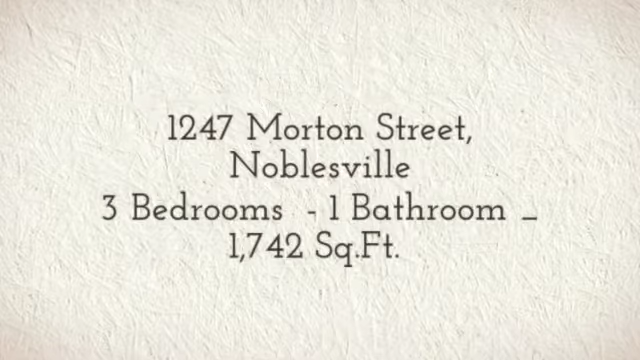 1247 Morton Street,
Noblesville
3 Bedrooms  - 1 Bathroom _
1,742 Sq.Ft.